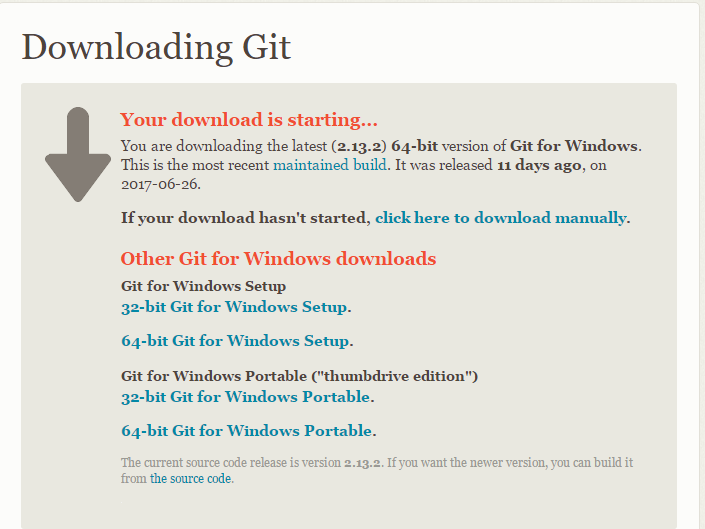 Downloading Git
Your download is starting...
You are downloading the latest (2.13.2) 64-bit version of Git for Windows.
This is the most recent maintained build. It was released 11 days ago, on
2017-06-26.
If your download hasn't started, click here to download manually.
Other Git for Windows downloads
Git for Windows Setup
32-bit Git for Windows Setup.
64-bit Git for Windows Setup.
Git for Windows Portable ("thumbdrive edition")
32-bit Git for Windows Portable.
64-bit Git for Windows Portable.
The current source code release is version 2.13.2. If you want the newer version, you can build it
from the source code.